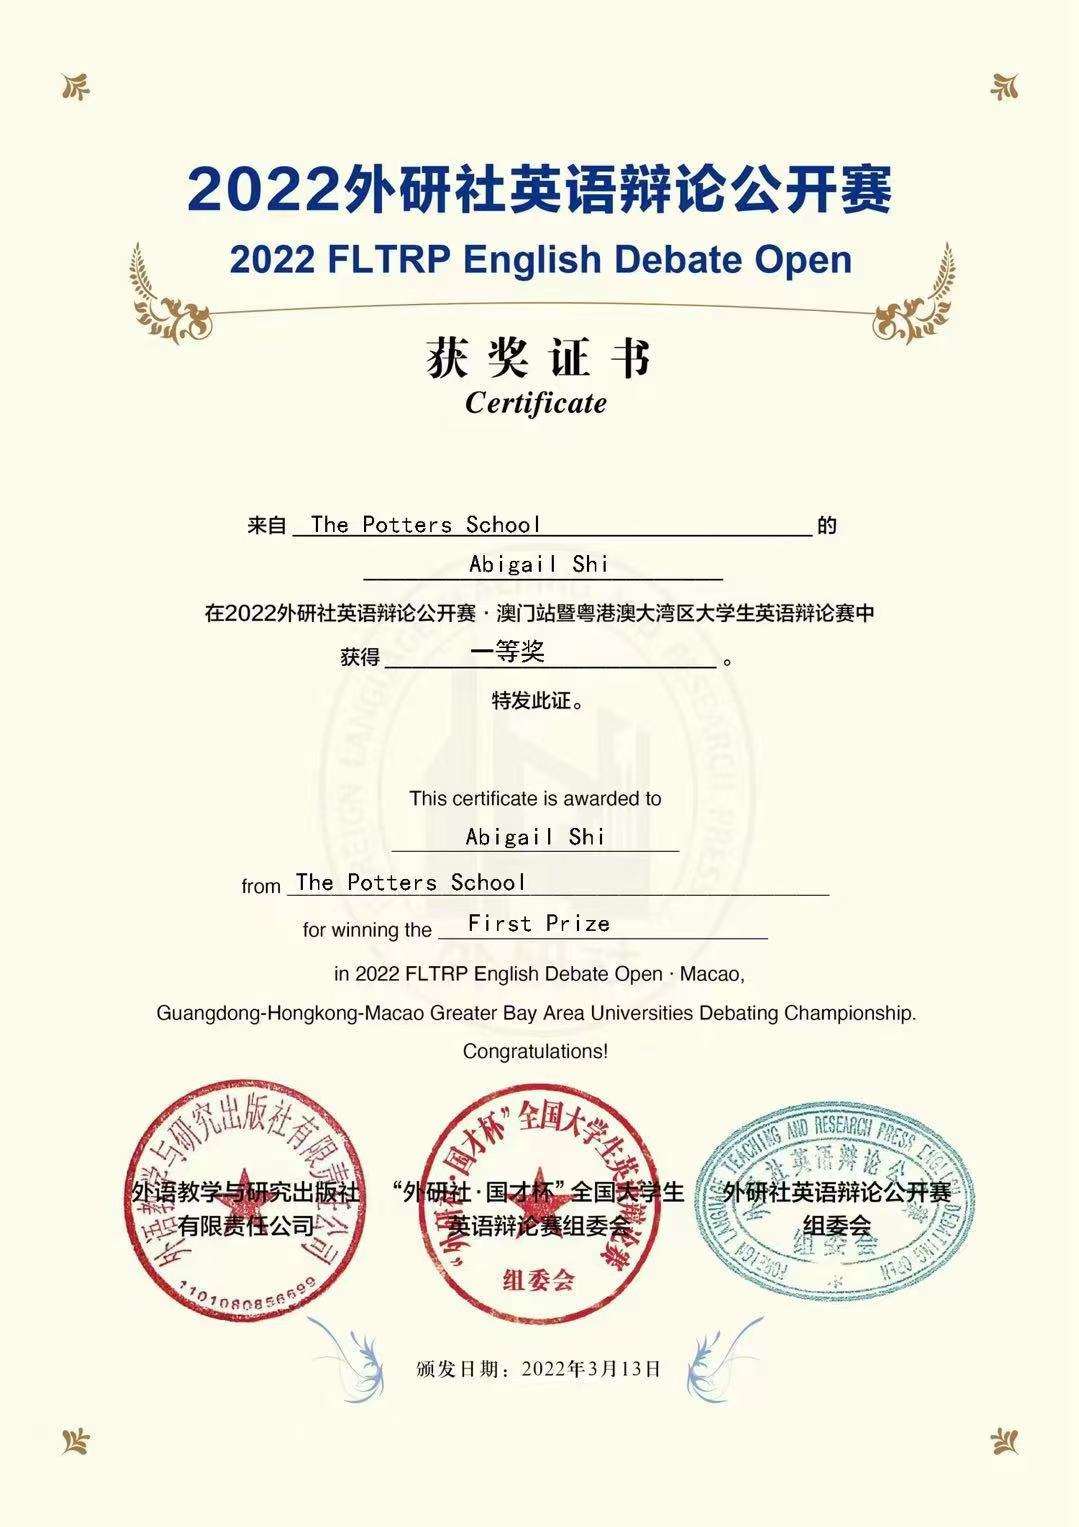 2022外研社英语辩论公开赛
2022 FLTRP English Debate Open
获奖证书
Certificate
来自 The Potters School 的
Abigail Shi
在2022外研社英语辩论公开赛·澳门站暨粤港澳大湾区大学生英语辩论赛中
获得 一等奖 。
特发此证。
This certificate is awarded to
Abigail Shi
from The Potters School
for winning the First Prize
in 2022 FLTRP English Debate Open · Macao,
Guangdong-Hongkong-Macao Greater Bay Area Universities Debating Championship.
Congratulations!
外语教学与研究出版社有限责任公司
1101080856699
外语教学与研究出版社
有限责任公司
“外研社·国才杯”全国大学生英语辩论赛
组委会
“外研社·国才杯”全国大学生
英语辩论赛组委会
FOREIGN LANGUAGE TEACHING AND RESEARCH PRESS ENGLISH DEBATING OPEN
外研社英语辩论公开赛
组委会
外研社英语辩论公开赛
组委会
颁发日期：2022年3月13日